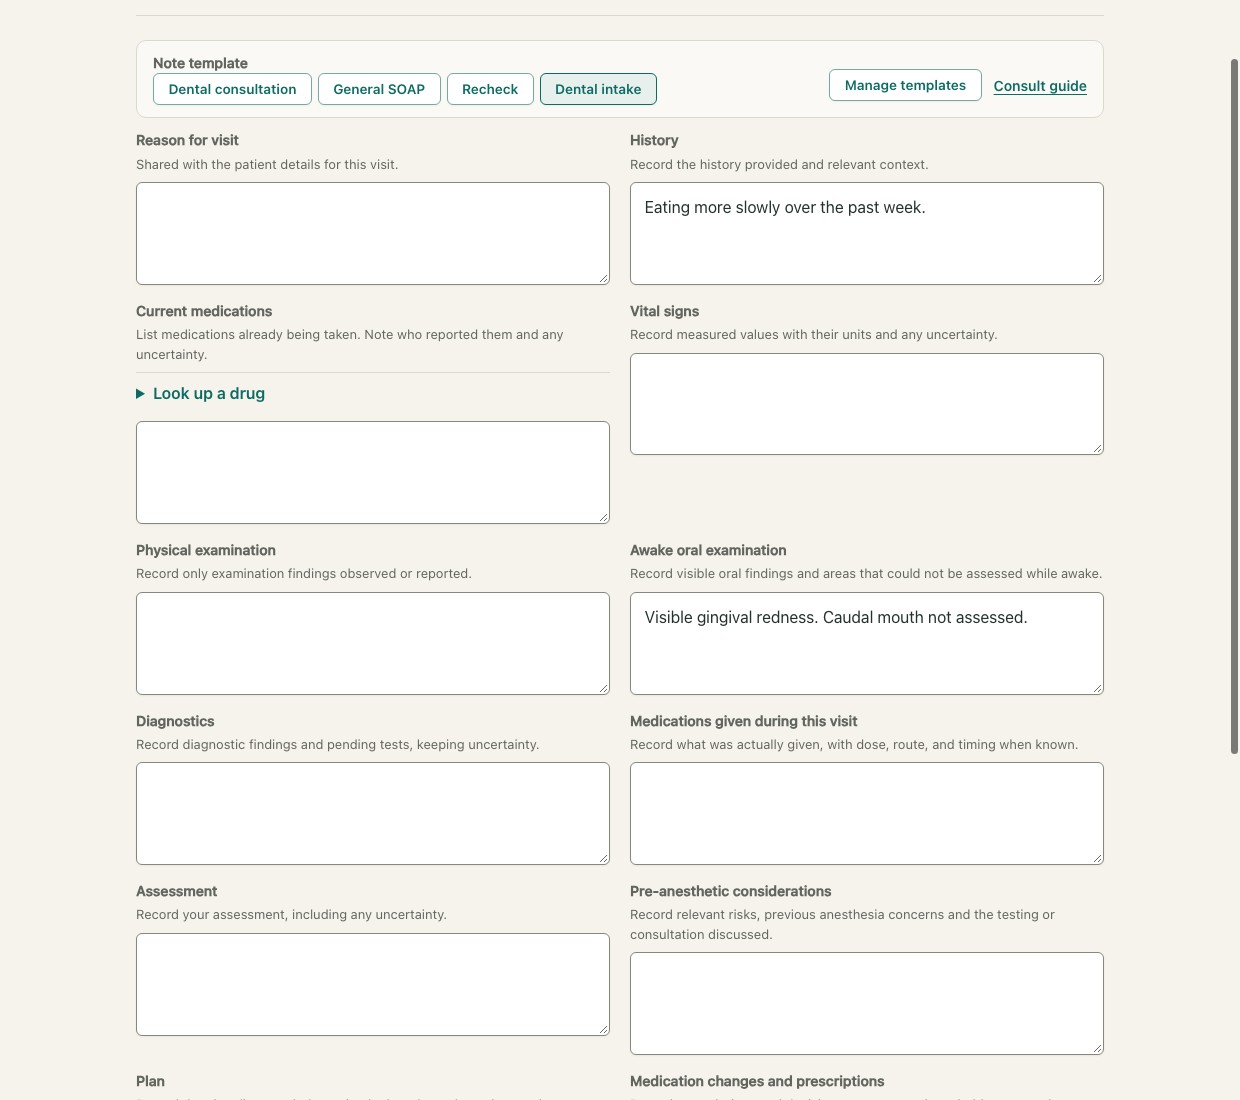 Note template
Dental consultation
General SOAP
Recheck
Dental intake
Manage templates
Consult guide
Reason for visit
Shared with the patient details for this visit.
History
Record the history provided and relevant context.
Eating more slowly over the past week.
Current medications
List medications already being taken. Note who reported them and any
uncertainty.
Look up a drug
Vital signs
Record measured values with their units and any uncertainty.
Physical examination
Record only examination findings observed or reported.
Awake oral examination
Record visible oral findings and areas that could not be assessed while awake.
Visible gingival redness. Caudal mouth not assessed.
Diagnostics
Record diagnostic findings and pending tests, keeping uncertainty.
Medications given during this visit
Record what was actually given, with dose, route, and timing when known.
Assessment
Record your assessment, including any uncertainty.
Pre-anesthetic considerations
Record relevant risks, previous anesthesia concerns and the testing or
consultation discussed.
Plan
Medication changes and prescriptions